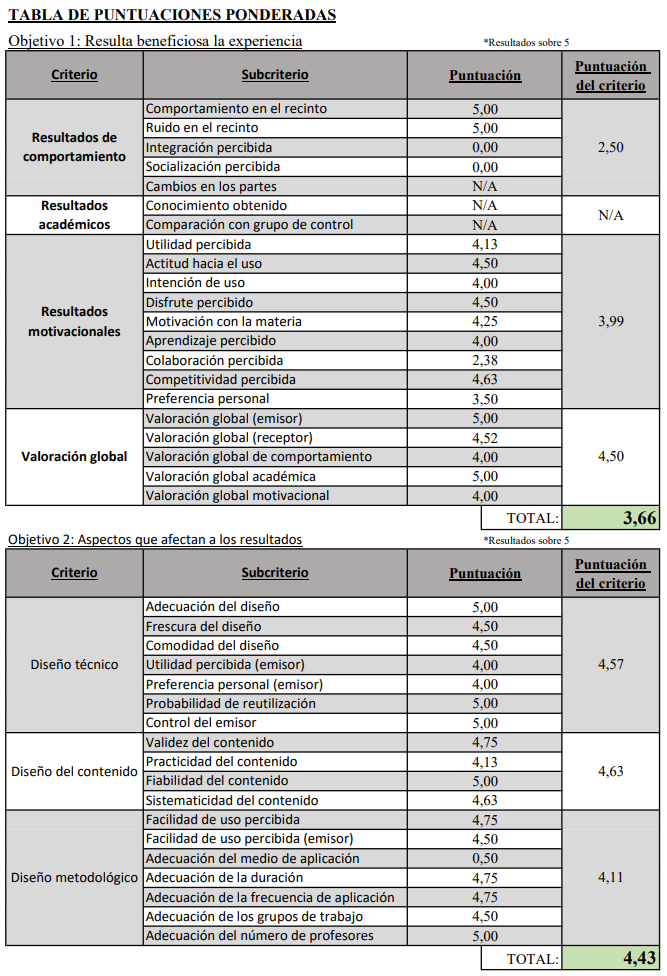 TABLA DE PUNTUACIONES PONDERADAS
Objetivo 1: Resulta beneficiosa la experiencia *Resultados sobre 5
Criterio Subcriterio Puntuación Puntuación del criterio
Resultados de comportamiento
Comportamiento en el recinto 5,00
Ruido en el recinto 5,00
Integración percibida 0,00
Socialización percibida 0,00
Cambios en los partes N/A
2,50
Resultados académicos
Conocimiento obtenido N/A
Comparación con grupo de control N/A
N/A
Resultados motivacionales
Utilidad percibida 4,13
Actitud hacia el uso 4,50
Intención de uso 4,00
Disfrute percibido 4,50
Motivación con la materia 4,25
Aprendizaje percibido 4,00
Colaboración percibida 2,38
Competitividad percibida 4,63
Preferencia personal 3,50
3,99
Valoración global
Valoración global (emisor) 5,00
Valoración global (receptor) 4,52
Valoración global de comportamiento 4,00
Valoración global académica 5,00
Valoración global motivacional 4,00
4,50
TOTAL: 3,66
Objetivo 2: Aspectos que afectan a los resultados *Resultados sobre 5
Criterio Subcriterio Puntuación Puntuación del criterio
Diseño técnico
Adecuación del diseño 5,00
Frescura del diseño 4,50
Comodidad del diseño 4,50
Utilidad percibida (emisor) 4,00
Preferencia personal (emisor) 4,00
Probabilidad de reutilización 5,00
Control del emisor 5,00
4,57
Diseño del contenido
Validez del contenido 4,75
Practicidad del contenido 4,13
Fiabilidad del contenido 5,00
Sistematicidad del contenido 4,63
4,63
Diseño metodológico
Facilidad de uso percibida 4,75
Facilidad de uso percibida (emisor) 4,50
Adecuación del medio de aplicación 0,50
Adecuación de la duración 4,75
Adecuación de la frecuencia de aplicación 4,75
Adecuación de los grupos de trabajo 4,50
Adecuación del número de profesores 5,00
4,11
TOTAL: 4,43